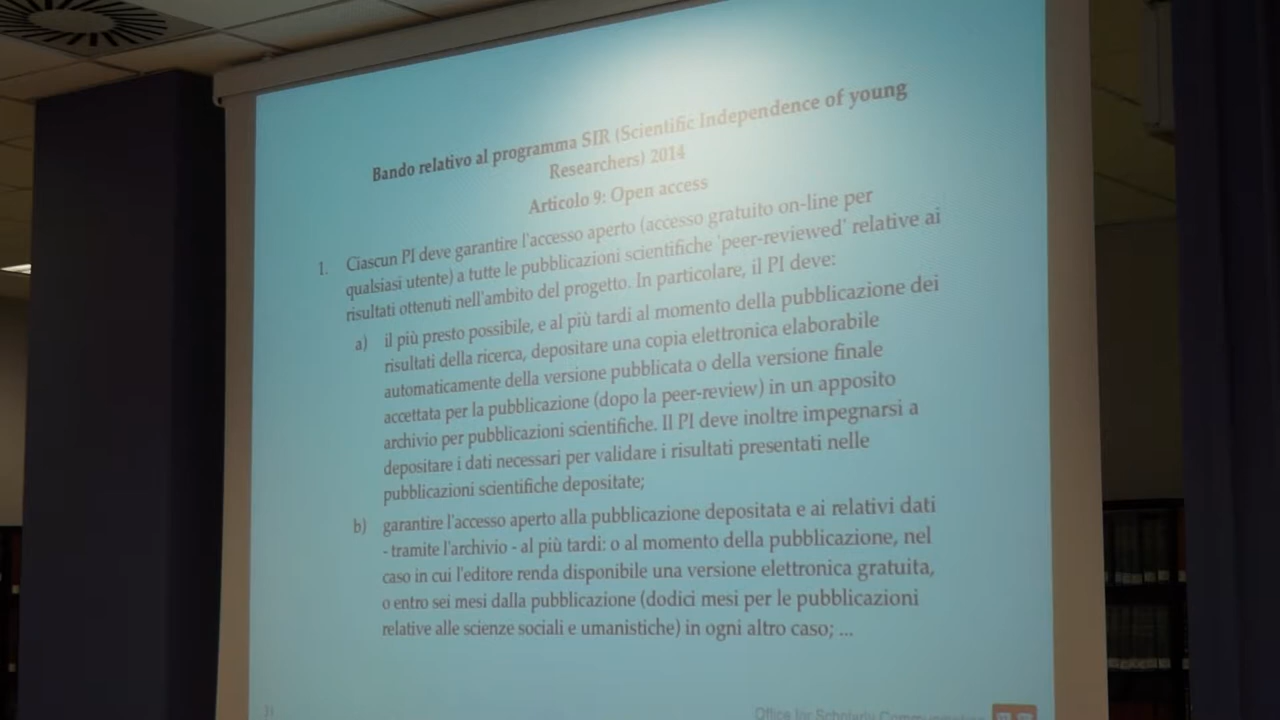 Bando relativo al programma SIR (Scientific Independence of young
Researchers) 2014
Articolo 9: Open access
1. Ciascun PI deve garantire l'accesso aperto (accesso gratuito on-line per
qualsiasi utente) a tutte le pubblicazioni scientifiche 'peer-reviewed' relative ai
risultati ottenuti nell'ambito del progetto. In particolare, il PI deve:
a) il più presto possibile, e al più tardi al momento della pubblicazione dei
risultati della ricerca, depositare una copia elettronica elaborabile
automaticamente della versione pubblicata o della versione finale
accettata per la pubblicazione (dopo la peer-review) in un apposito
archivio per pubblicazioni scientifiche. Il PI deve inoltre impegnarsi a
depositare i dati necessari per validare i risultati presentati nelle
pubblicazioni scientifiche depositate;
b) garantire l'accesso aperto alla pubblicazione depositata e ai relativi dati
- tramite l'archivio - al più tardi: o al momento della pubblicazione, nel
caso in cui l'editore renda disponibile una versione elettronica gratuita,
o entro sei mesi dalla pubblicazione (dodici mesi per le pubblicazioni
relative alle scienze sociali e umanistiche) in ogni altro caso; ...
Office for Scholarly